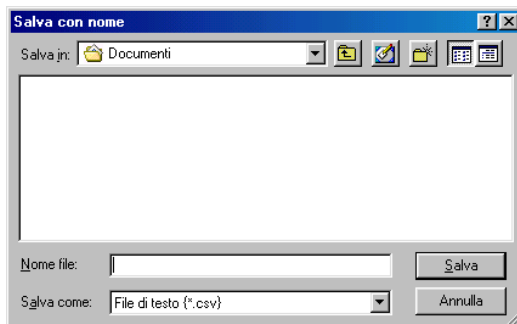 Salva con nome
Salva in: Documenti
Nome file: Salva
Salva come: File di testo {*.csv} Annulla